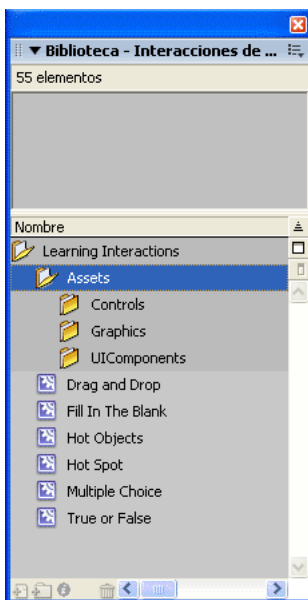 Biblioteca - Interacciones de ...
55 elementos
Nombre
Learning Interactions
Assets
Controls
Graphics
UIComponents
Drag and Drop
Fill In The Blank
Hot Objects
Hot Spot
Multiple Choice
True or False